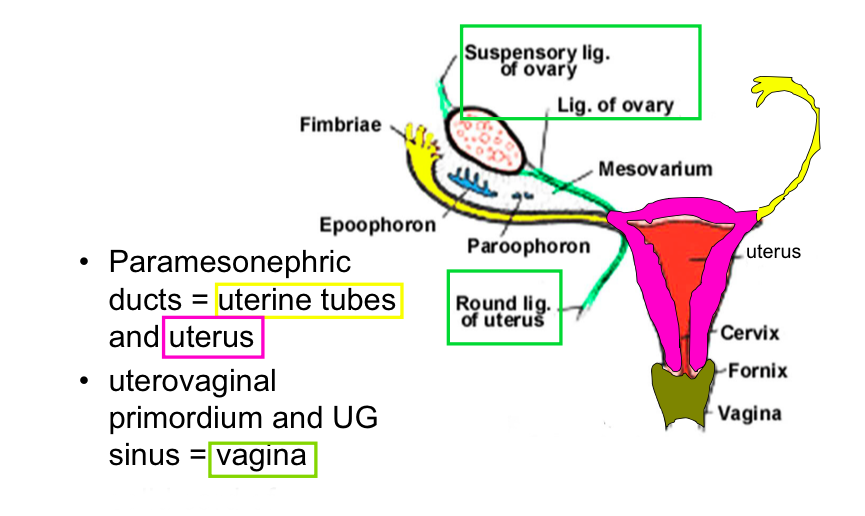 Suspensory lig.
of ovary
Lig. of ovary
Fimbriae
Mesovarium
Epoophoron
Paroophoron
uterus
Round lig.
of uterus
Cervix
Fornix
Vagina
• Paramesonephric
ducts = uterine tubes
and uterus
• uterovaginal
primordium and UG
sinus = vagina